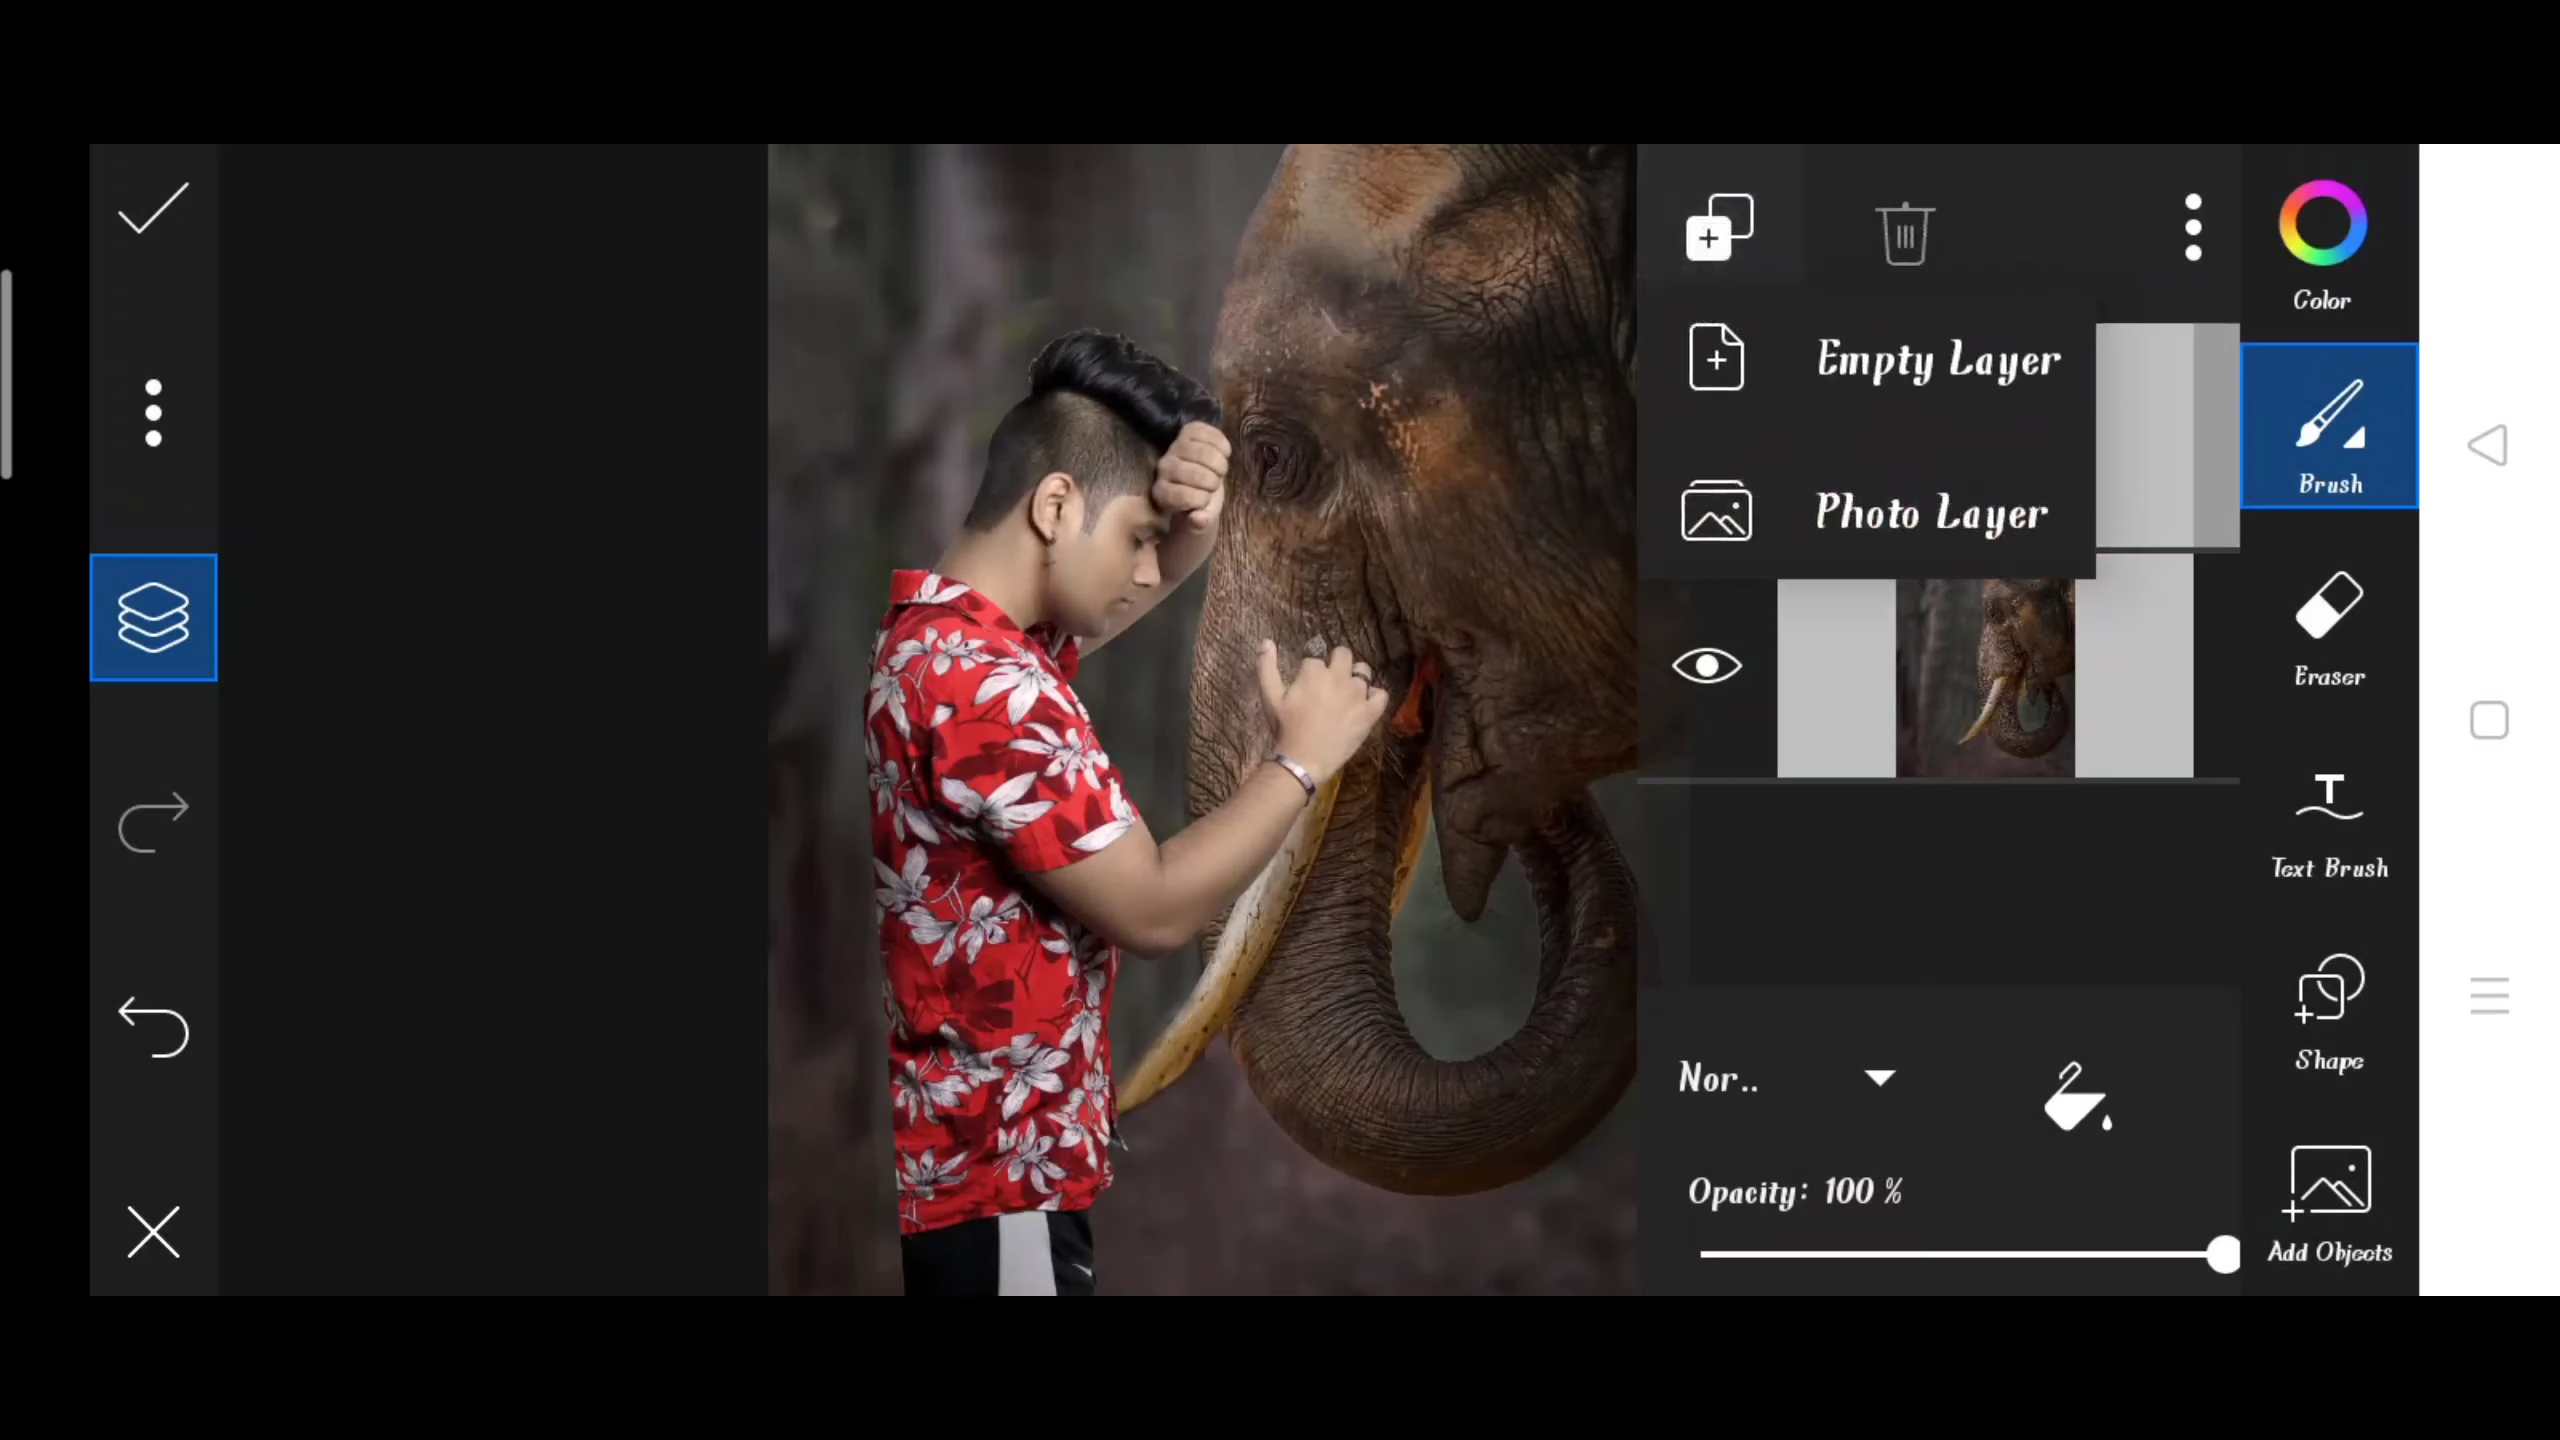 Color
Empty Layer
Brush
Photo Layer
Eraser
T
Text Brush
Shape
Nor..
Opacity: 100 %
Add Objects